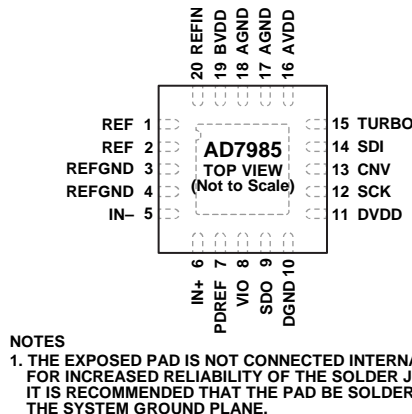 20 REFIN
19 BVDD
18 AGND
17 AGND
16 AVDD
REF 1
REF 2
REFGND 3
REFGND 4
IN– 5
AD7985
TOP VIEW
(Not to Scale)
15 TURBO
14 SDI
13 CNV
12 SCK
11 DVDD
IN+ 6
PDREF 7
VIO 8
SDO 9
DGND 10
NOTES
1. THE EXPOSED PAD IS NOT CONNECTED INTERNA
FOR INCREASED RELIABILITY OF THE SOLDER J
IT IS RECOMMENDED THAT THE PAD BE SOLDER
THE SYSTEM GROUND PLANE.